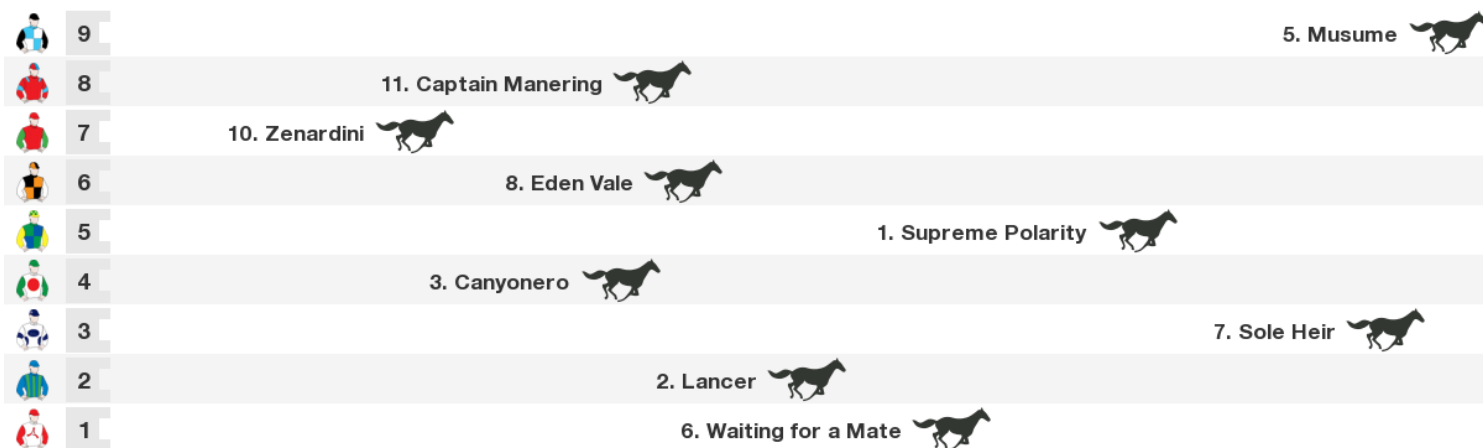 9 5. Musume
8 11. Captain Manering
7 10. Zenardini
6 8. Eden Vale
5 1. Supreme Polarity
4 3. Canyonero
3 7. Sole Heir
2 2. Lancer
1 6. Waiting for a Mate